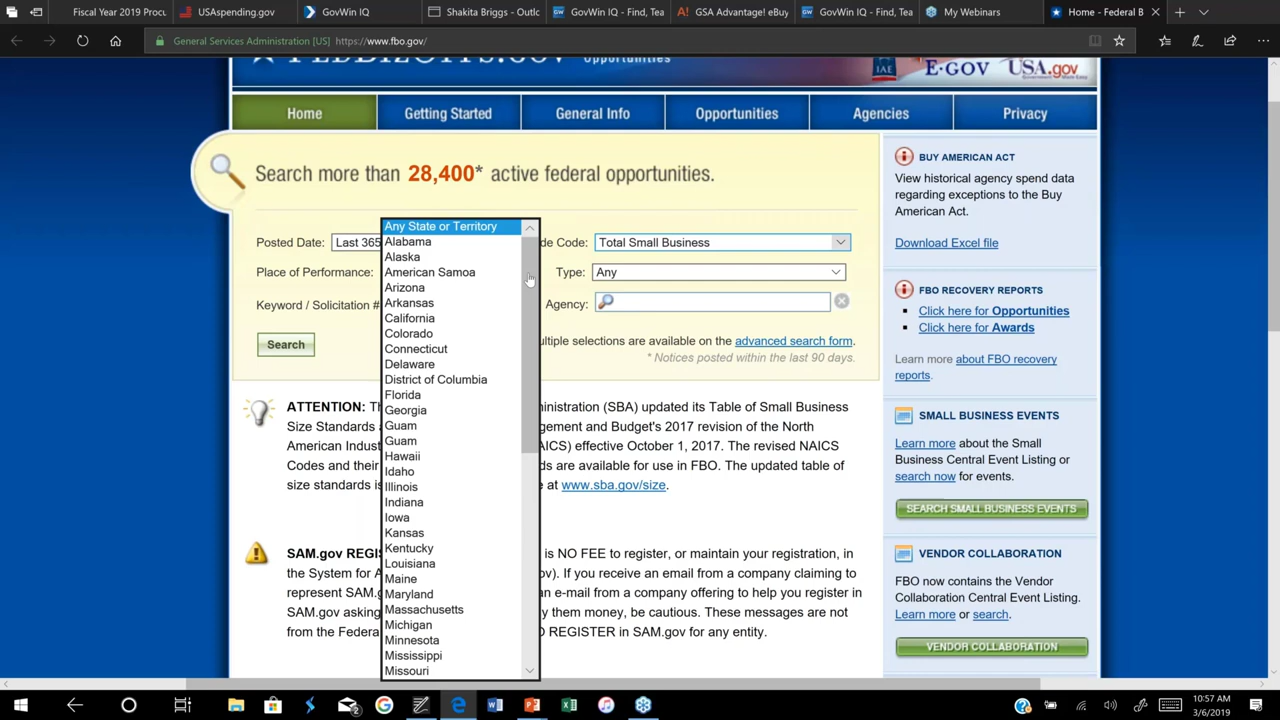 Fiscal Year 2019 Procu
USAspending.gov
GovWin IQ
Shakita Briggs - Outlo
GovWin IQ - Find, Tea
GSA Advantage! eBuy
GovWin IQ - Find, Tea
My Webinars
Home - Federal B
General Services Administration [US]
https://www.fbo.gov/
Opportunities
IAE
E-GOV
USA.gov
Home
Getting Started
General Info
Opportunities
Agencies
Privacy
Search more than 28,400* active federal opportunities.
Posted Date:
Last 365
de Code:
Total Small Business
Place of Performance:
Type:
Any
Keyword / Solicitation #
Agency:
Search
ultiple selections are available on the advanced search form.
* Notices posted within the last 90 days.
Any State or Territory
Alabama
Alaska
American Samoa
Arizona
Arkansas
California
Colorado
Connecticut
Delaware
District of Columbia
Florida
Georgia
Guam
Guam
Hawaii
Idaho
Illinois
Indiana
Iowa
Kansas
Kentucky
Louisiana
Maine
Maryland
Massachusetts
Michigan
Minnesota
Mississippi
Missouri
ATTENTION: Th
inistration (SBA) updated its Table of Small Business
Size Standards
gement and Budget's 2017 revision of the North
American Indust
AICS) effective October 1, 2017. The revised NAICS
Codes and their
ds are available for use in FBO. The updated table of
size standards is
e at www.sba.gov/size.
SAM.gov REGIS
is NO FEE to register, or maintain your registration, in
the System for A
ov). If you receive an email from a company claiming to
represent SAM.g
an e-mail from a company offering to help you register in
SAM.gov asking
y them money, be cautious. These messages are not
from the Federa
O REGISTER in SAM.gov for any entity.
BUY AMERICAN ACT
View historical agency spend data
regarding exceptions to the Buy
American Act.
Download Excel file
FBO RECOVERY REPORTS
Click here for Opportunities
Click here for Awards
Learn more about FBO recovery
reports.
SMALL BUSINESS EVENTS
Learn more about the Small
Business Central Event Listing or
search now for events.
SEARCH SMALL BUSINESS EVENTS
VENDOR COLLABORATION
FBO now contains the Vendor
Collaboration Central Event Listing.
Learn more or search.
VENDOR COLLABORATION
10:57 AM
3/6/2019